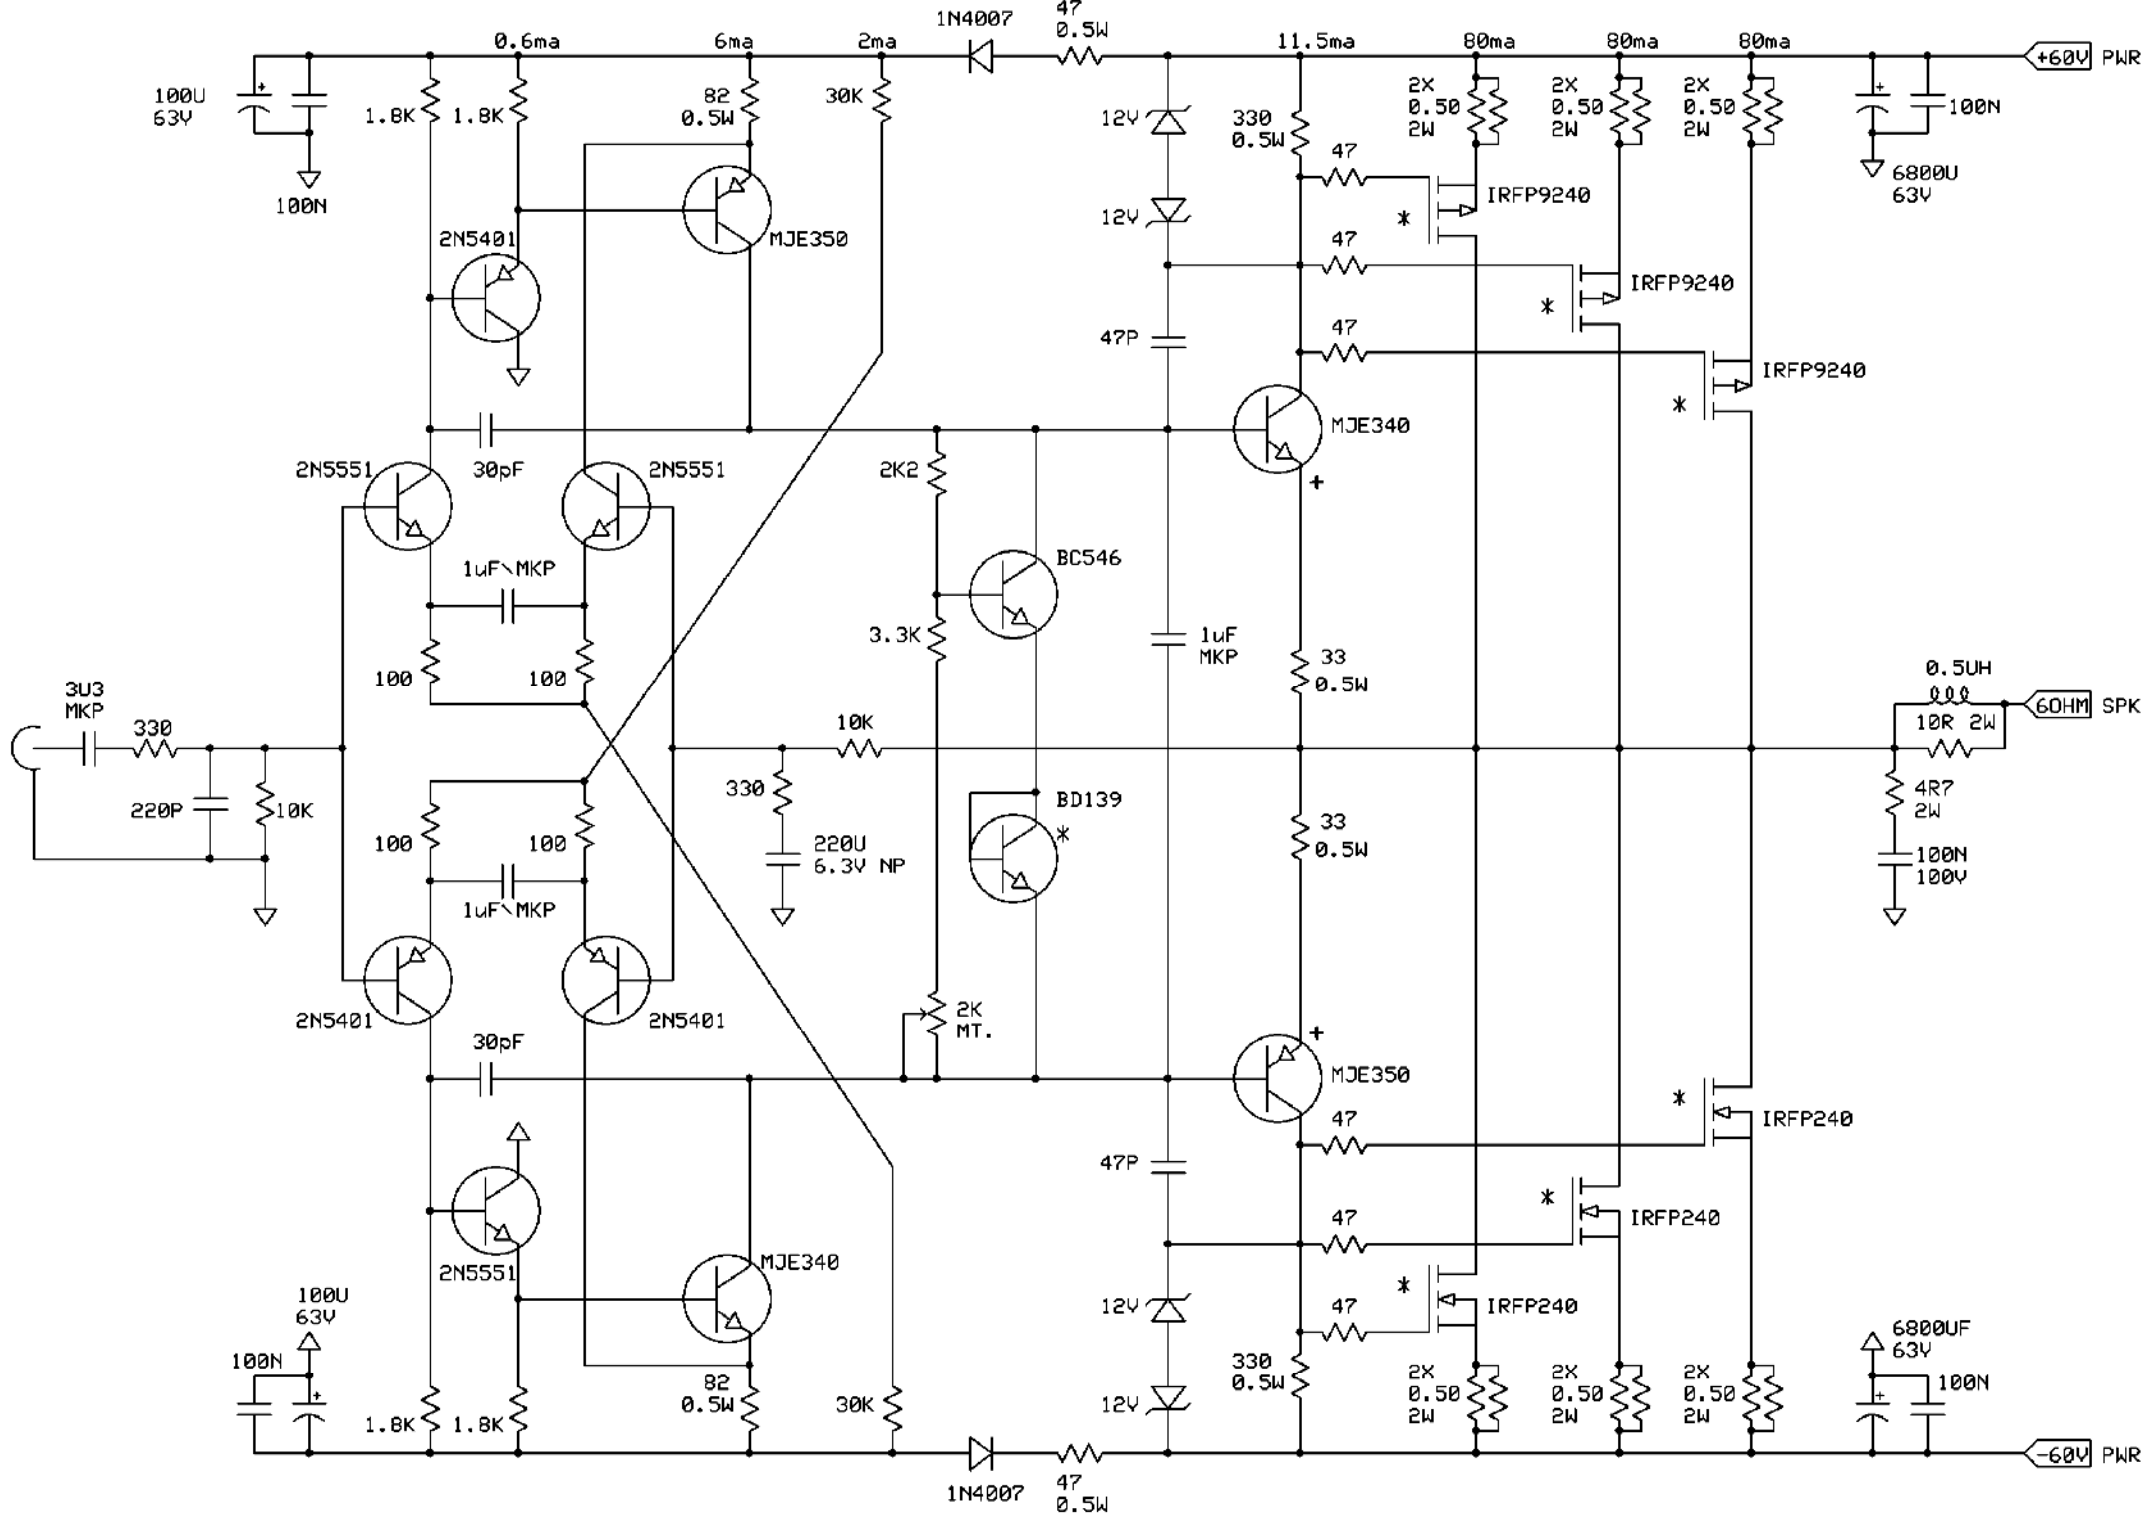 1N4007
47
0.5W
0.6ma
6ma
2ma
11.5ma
80ma
80ma
80ma
+60V PWR
100U
63V
100N
1.8K
1.8K
82
0.5W
30K
12V
12V
330
0.5W
47
47
47
2X
0.50
2W
2X
0.50
2W
2X
0.50
2W
100N
6800U
63V
IRFP9240
*
IRFP9240
*
IRFP9240
*
2N5401
MJE350
47P
MJE340
+
2N5551
30pF
2N5551
2K2
BC546
1uF\MKP
3.3K
1uF
MKP
33
0.5W
100
100
3U3
MKP
330
10K
0.5UH
10R 2W
6OHM SPK
220P
10K
330
220U
6.3V NP
BD139
*
33
0.5W
4R7
2W
100N
100V
100
100
1uF\MKP
2N5401
2N5401
30pF
2K
MT.
+
MJE350
47P
47
47
47
*
IRFP240
*
IRFP240
*
IRFP240
2N5551
MJE340
100U
63V
100N
1.8K
1.8K
82
0.5W
30K
12V
12V
330
0.5W
2X
0.50
2W
2X
0.50
2W
2X
0.50
2W
6800UF
63V
100N
-60V PWR
1N4007
47
0.5W